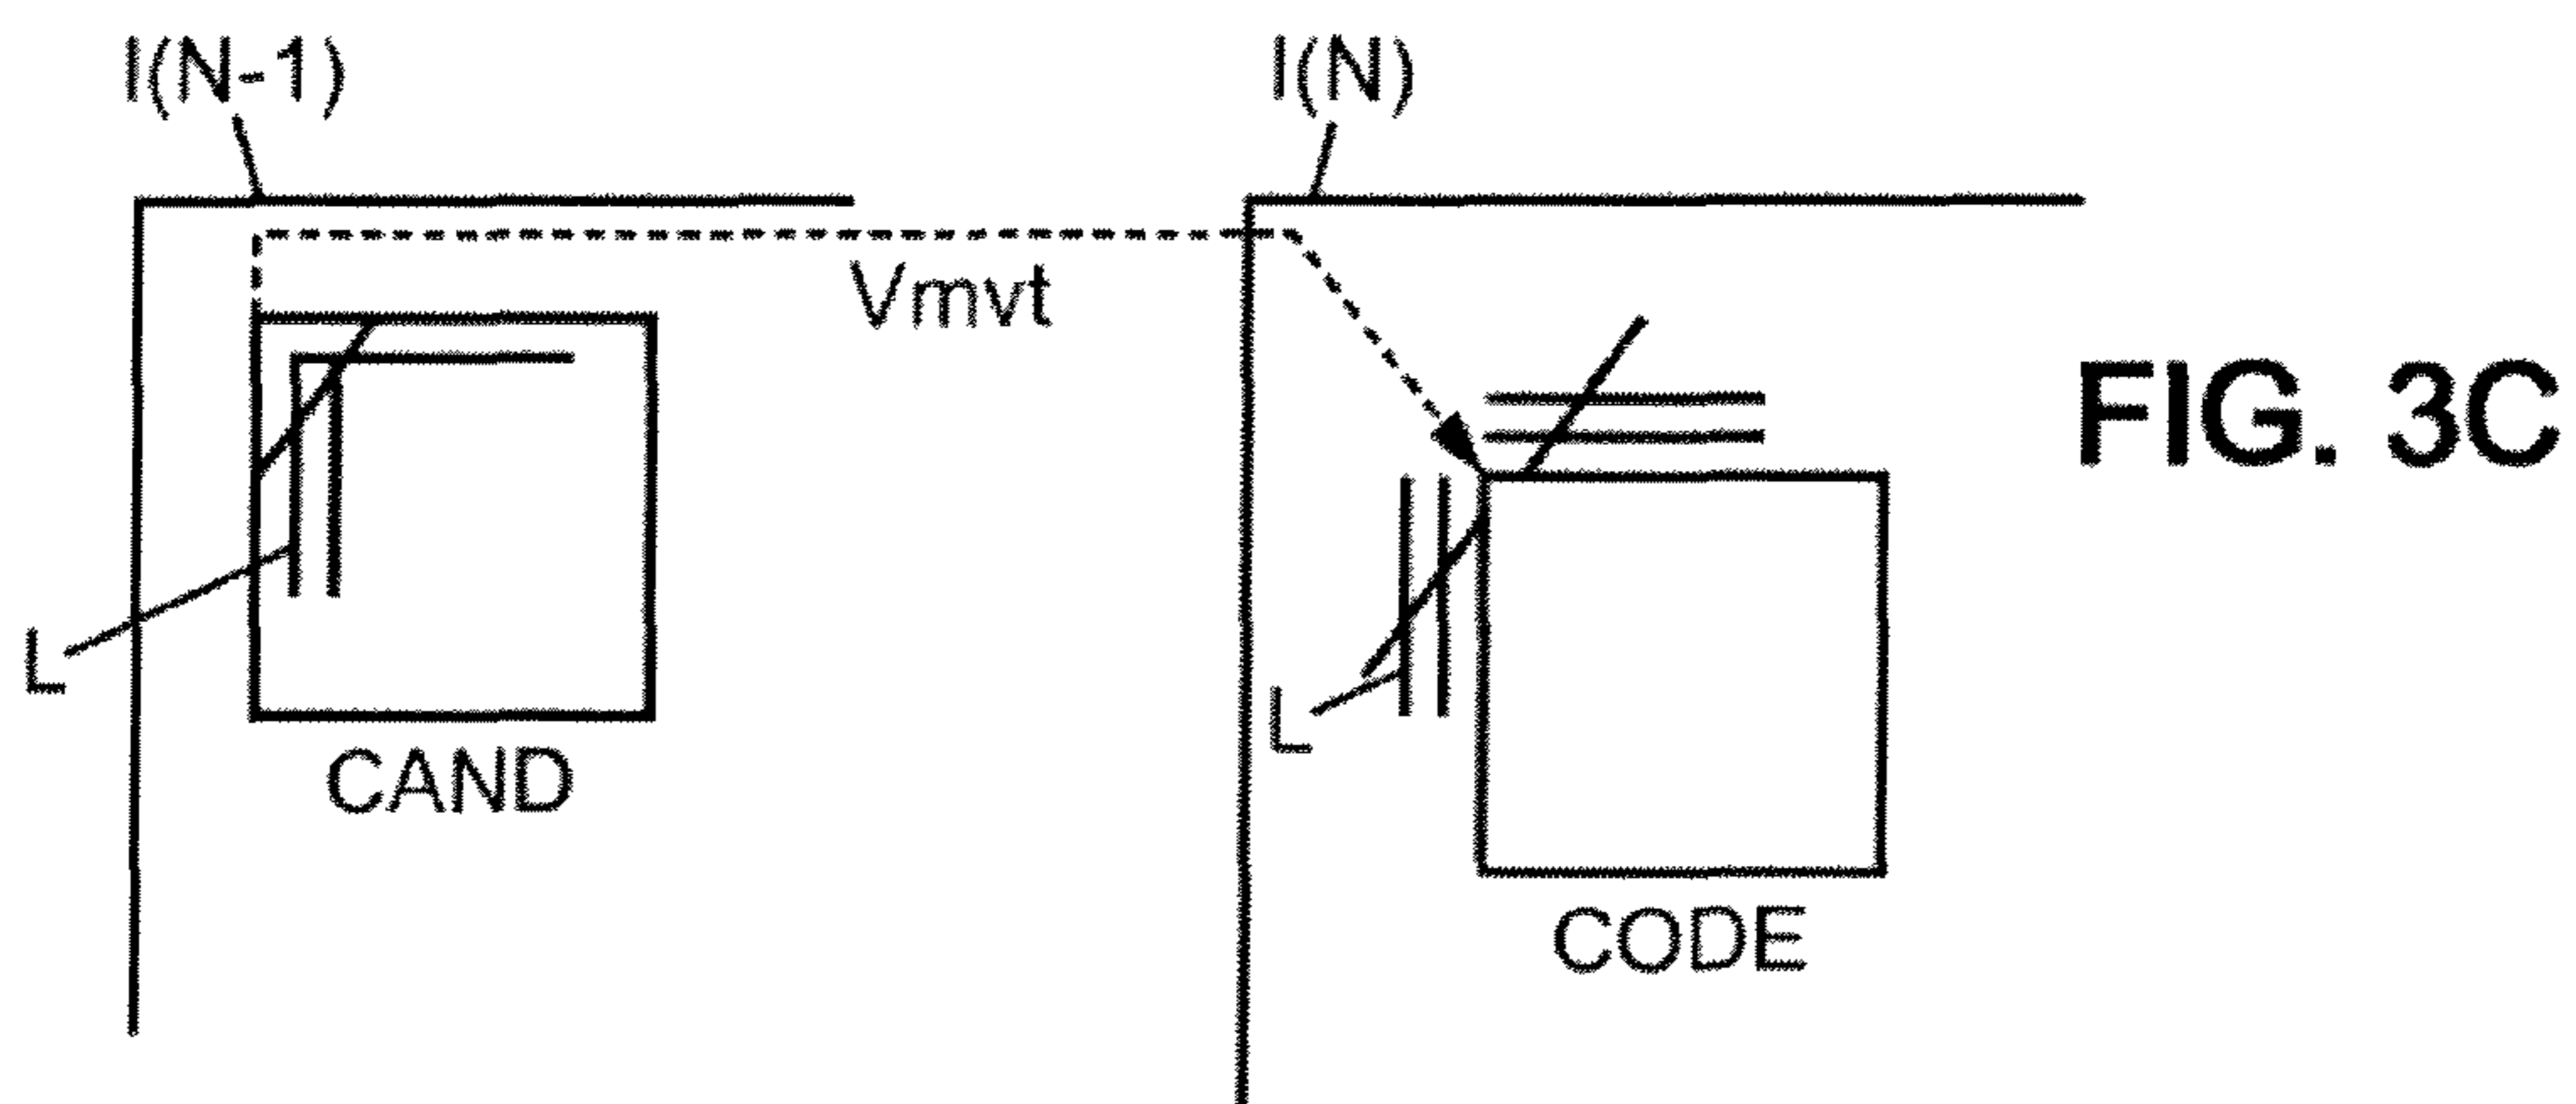 I(N-1)
I(N)
Vmvt
FIG. 3C
L
L
CAND
CODE